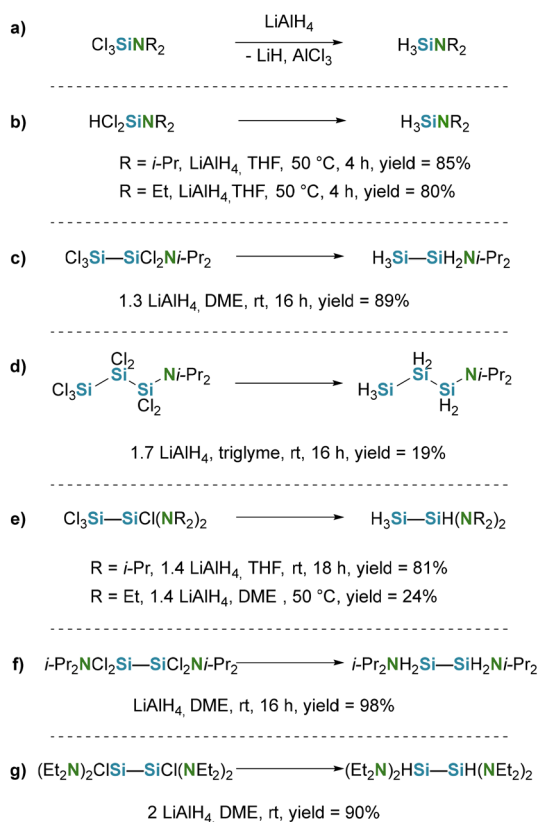 a) Cl3SiNR2 LiAlH4 H3SiNR2
- LiH, AlCl3
b) HCl2SiNR2 H3SiNR2
R = i-Pr, LiAlH4, THF, 50 °C, 4 h, yield = 85%
R = Et, LiAlH4,THF, 50 °C, 4 h, yield = 80%
c) Cl3Si—SiCl2Ni-Pr2 H3Si—SiH2Ni-Pr2
1.3 LiAlH4, DME, rt, 16 h, yield = 89%
Cl2 H2
d) Si Ni-Pr2 Si Ni-Pr2
Cl3Si Si H3Si Si
Cl2 H2
1.7 LiAlH4, triglyme, rt, 16 h, yield = 19%
e) Cl3Si—SiCl(NR2)2 H3Si—SiH(NR2)2
R = i-Pr, 1.4 LiAlH4, THF, rt, 18 h, yield = 81%
R = Et, 1.4 LiAlH4, DME , 50 °C, yield = 24%
f) i-Pr2NCl2Si—SiCl2Ni-Pr2 i-Pr2NH2Si—SiH2Ni-Pr2
LiAlH4, DME, rt, 16 h, yield = 98%
g) (Et2N)2ClSi—SiCl(NEt2)2 (Et2N)2HSi—SiH(NEt2)2
2 LiAlH4, DME, rt, yield = 90%